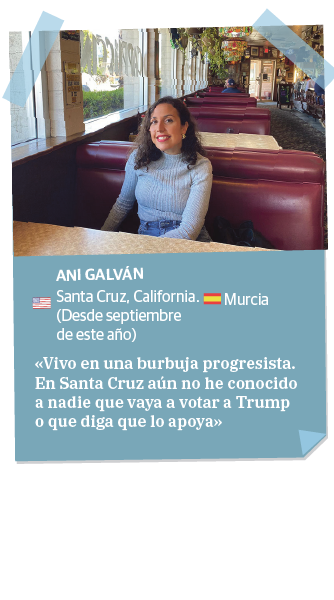 ANI GALVÁN
Santa Cruz, California. Murcia
(Desde septiembre
de este año)
«Vivo en una burbuja progresista.
En Santa Cruz aún no he conocido
a nadie que vaya a votar a Trump
o que diga que lo apoya»